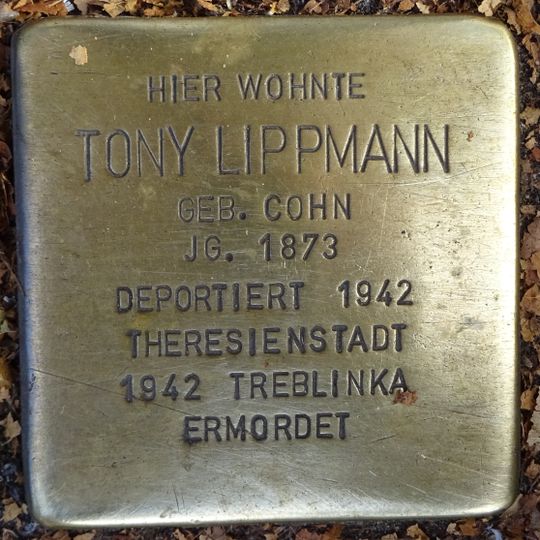 HIER WOHNTE
TONY LIPPMANN
GEB. COHN
JG. 1873
DEPORTIERT 1942
THERESIENSTADT
1942 TREBLINKA
ERMORDET